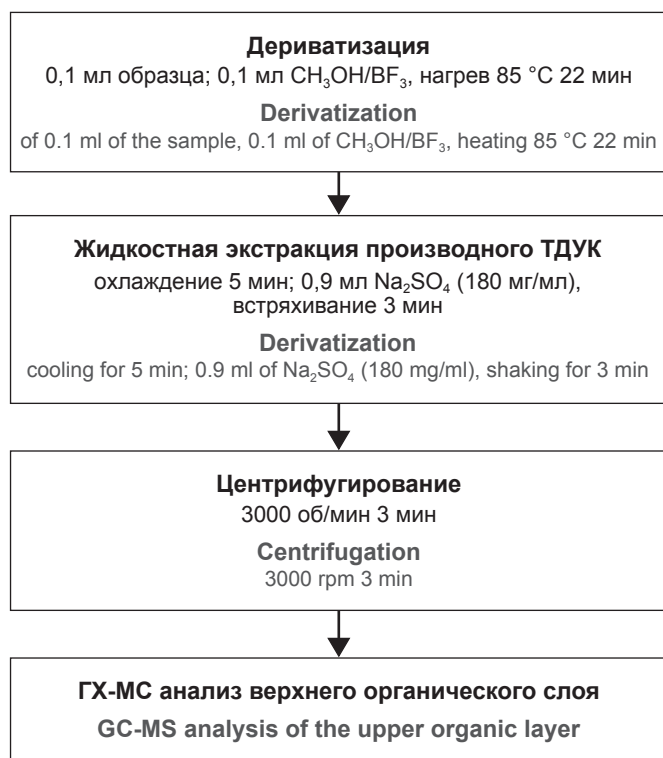 Дериватизация
0,1 мл образца; 0,1 мл CH₃OH/BF₃, нагрев 85 °C 22 мин
Derivatization
of 0.1 ml of the sample, 0.1 ml of CH₃OH/BF₃, heating 85 °C 22 min
Жидкостная экстракция производного ТДУК
охлаждение 5 мин; 0,9 мл Na₂SO₄ (180 мг/мл),
встряхивание 3 мин
Derivatization
cooling for 5 min; 0.9 ml of Na₂SO₄ (180 mg/ml), shaking for 3 min
Центрифугирование
3000 об/мин 3 мин
Centrifugation
3000 rpm 3 min
ГХ-МС анализ верхнего органического слоя
GC-MS analysis of the upper organic layer